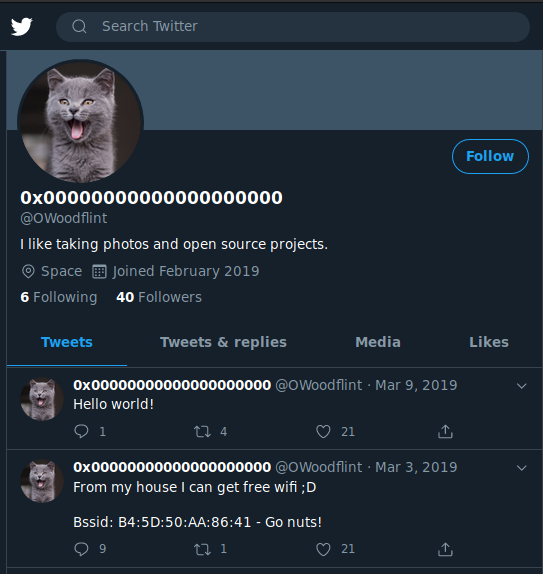 Search Twitter
Follow
0x00000000000000000000
@OWoodflint
I like taking photos and open source projects.
Space Joined February 2019
6 Following 40 Followers
Tweets Tweets & replies Media Likes
0x00000000000000000000 @OWoodflint · Mar 9, 2019
Hello world!
1 4 21
0x00000000000000000000 @OWoodflint · Mar 3, 2019
From my house I can get free wifi ;D
Bssid: B4:5D:50:AA:86:41 - Go nuts!
9 1 21